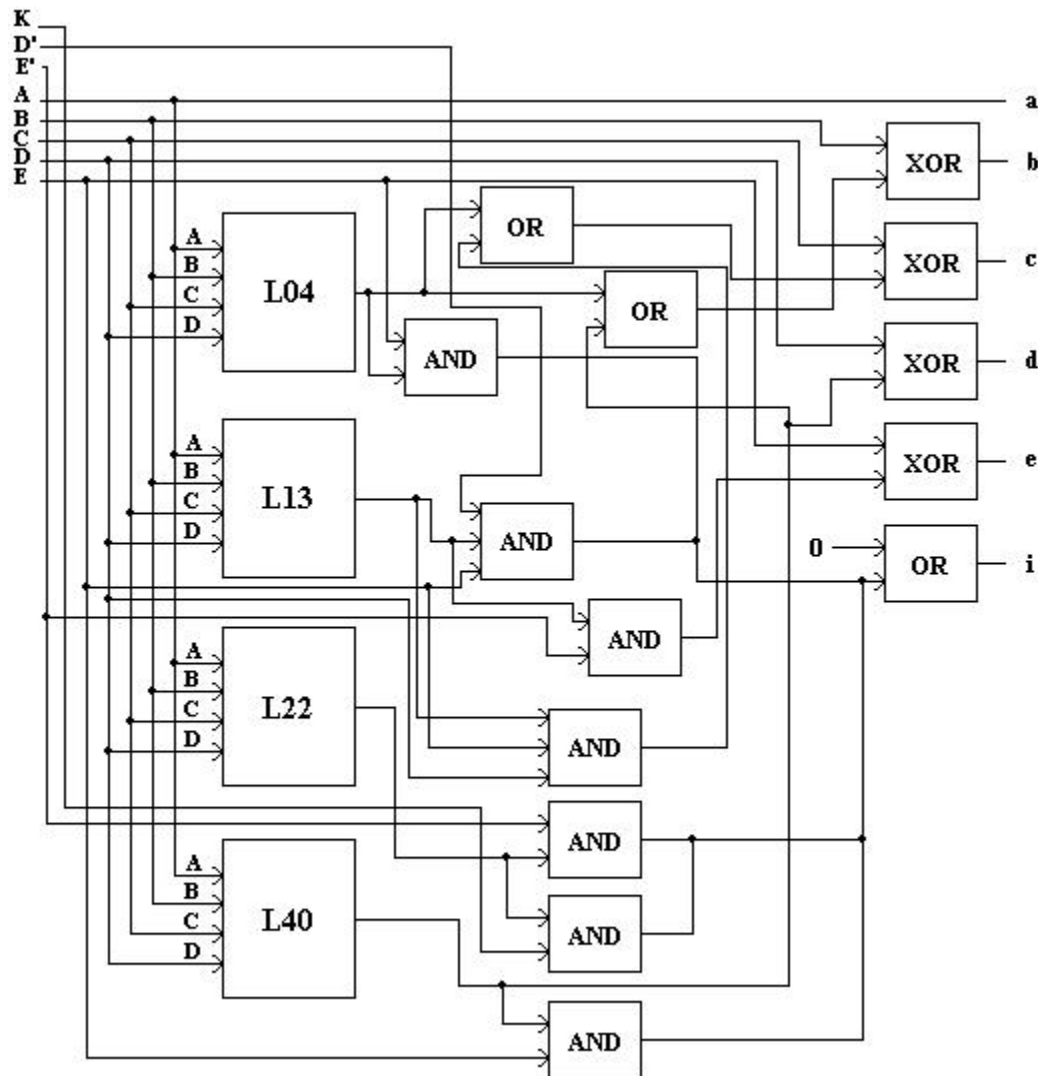 K
D'
E'
A
a
B
C
D
E
XOR
b
OR
XOR
c
A
B
C
D
L04
OR
AND
XOR
d
A
B
C
D
L13
XOR
e
AND
0
OR
i
AND
A
B
C
D
L22
AND
AND
A
B
C
D
L40
AND
AND